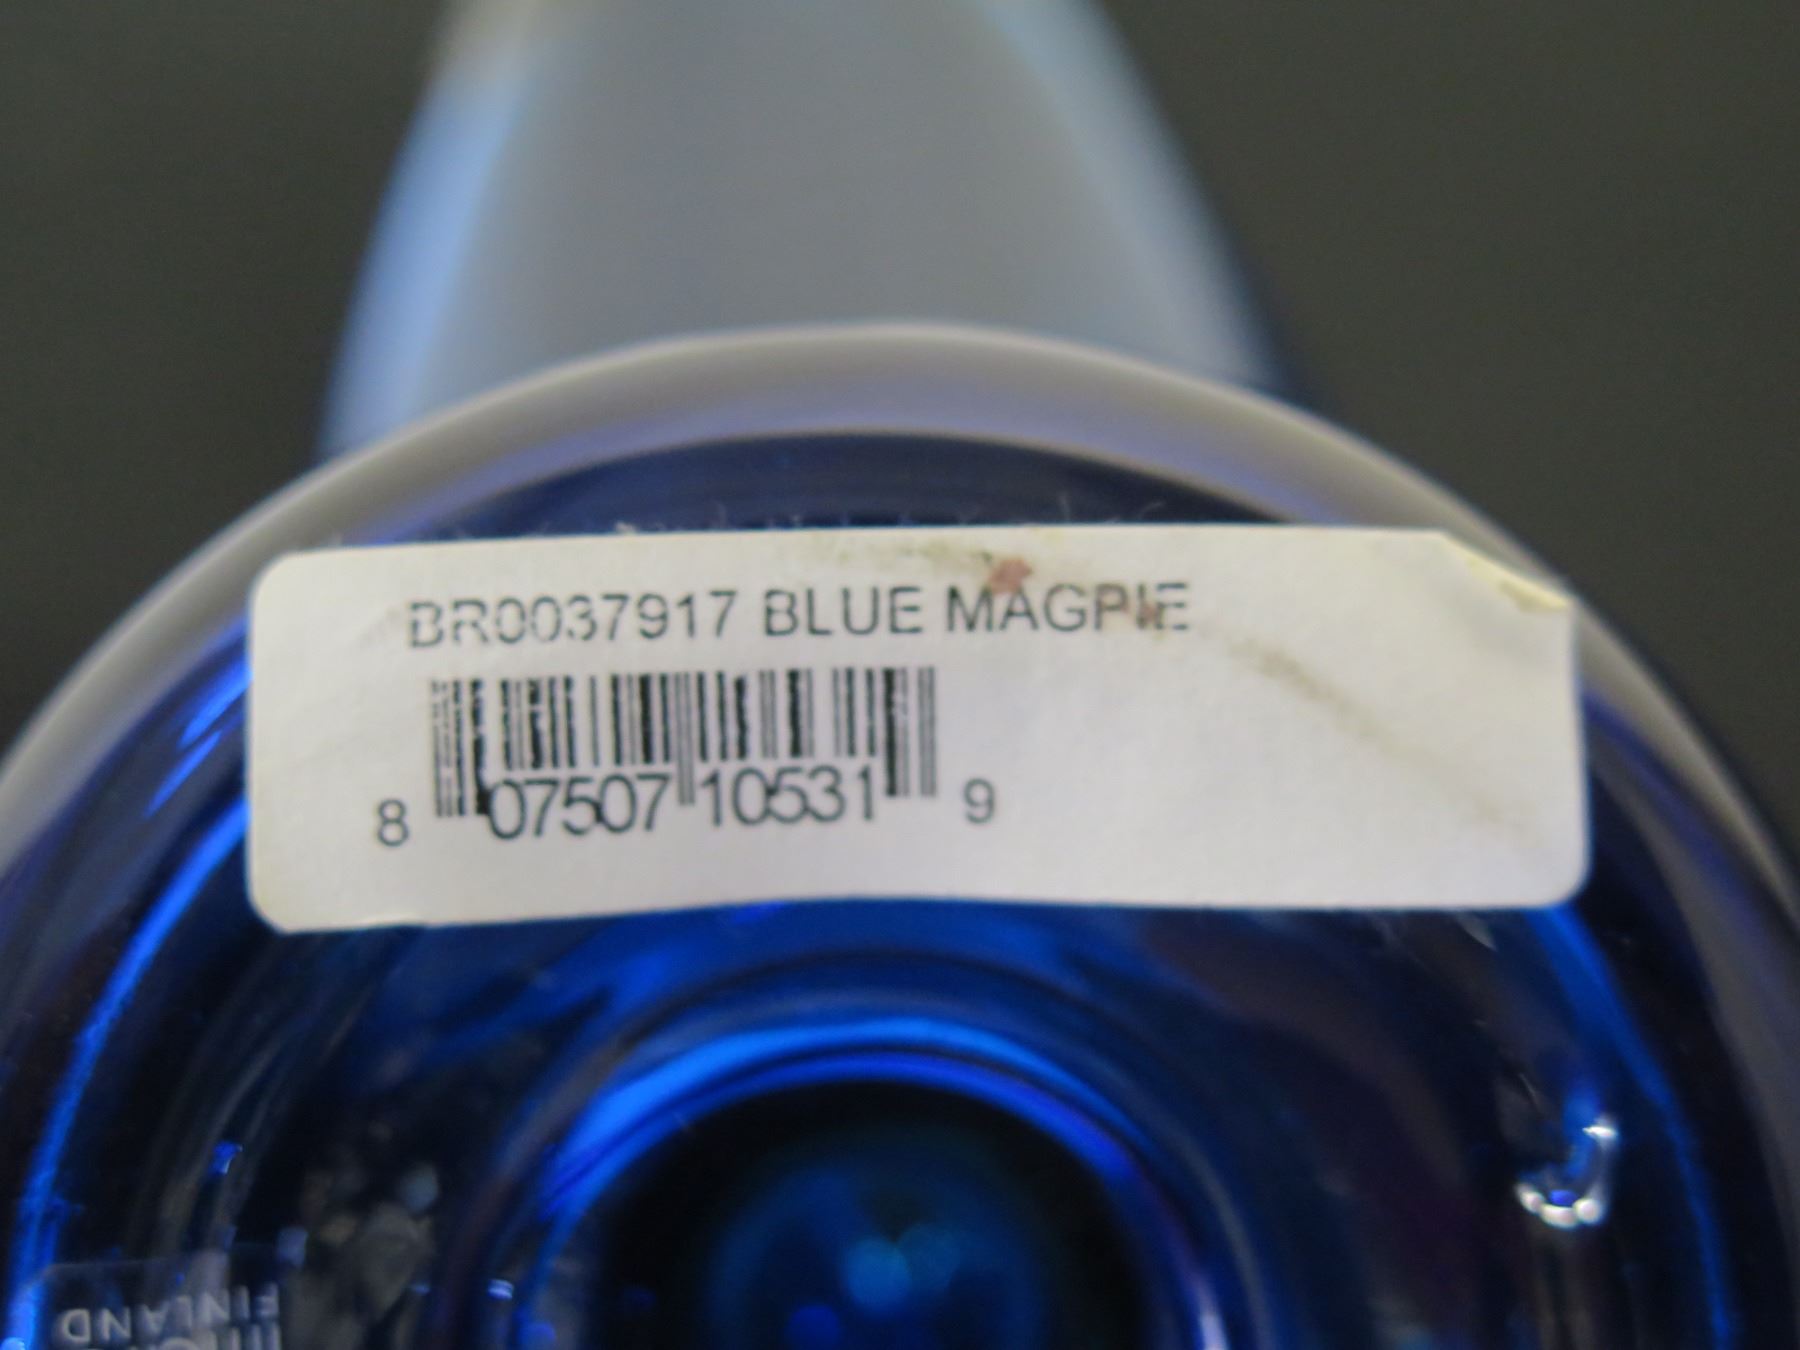 BR0037917 BLUE MAGPIE
8 07507 10531 9
FINLAND